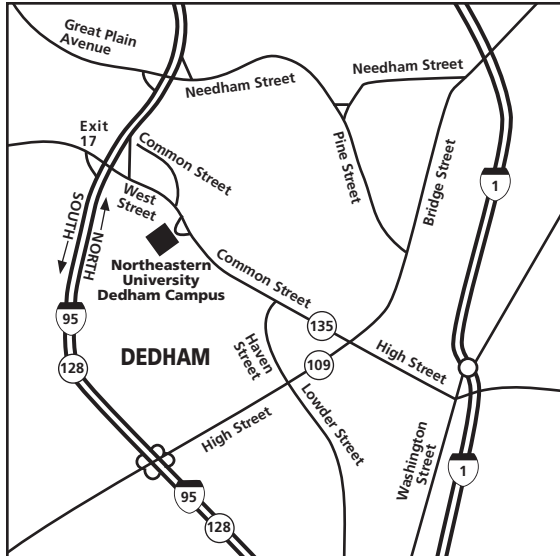 Great Plain
Avenue
Needham Street
Needham Street
Exit
17
Common Street
West
Street
Pine Street
Bridge Street
1
SOUTH
NORTH
Northeastern
University
Dedham Campus
Common Street
95
135
128
DEDHAM
Haven
Street
109
High Street
High Street
Lowder Street
Washington
Street
1
95
128